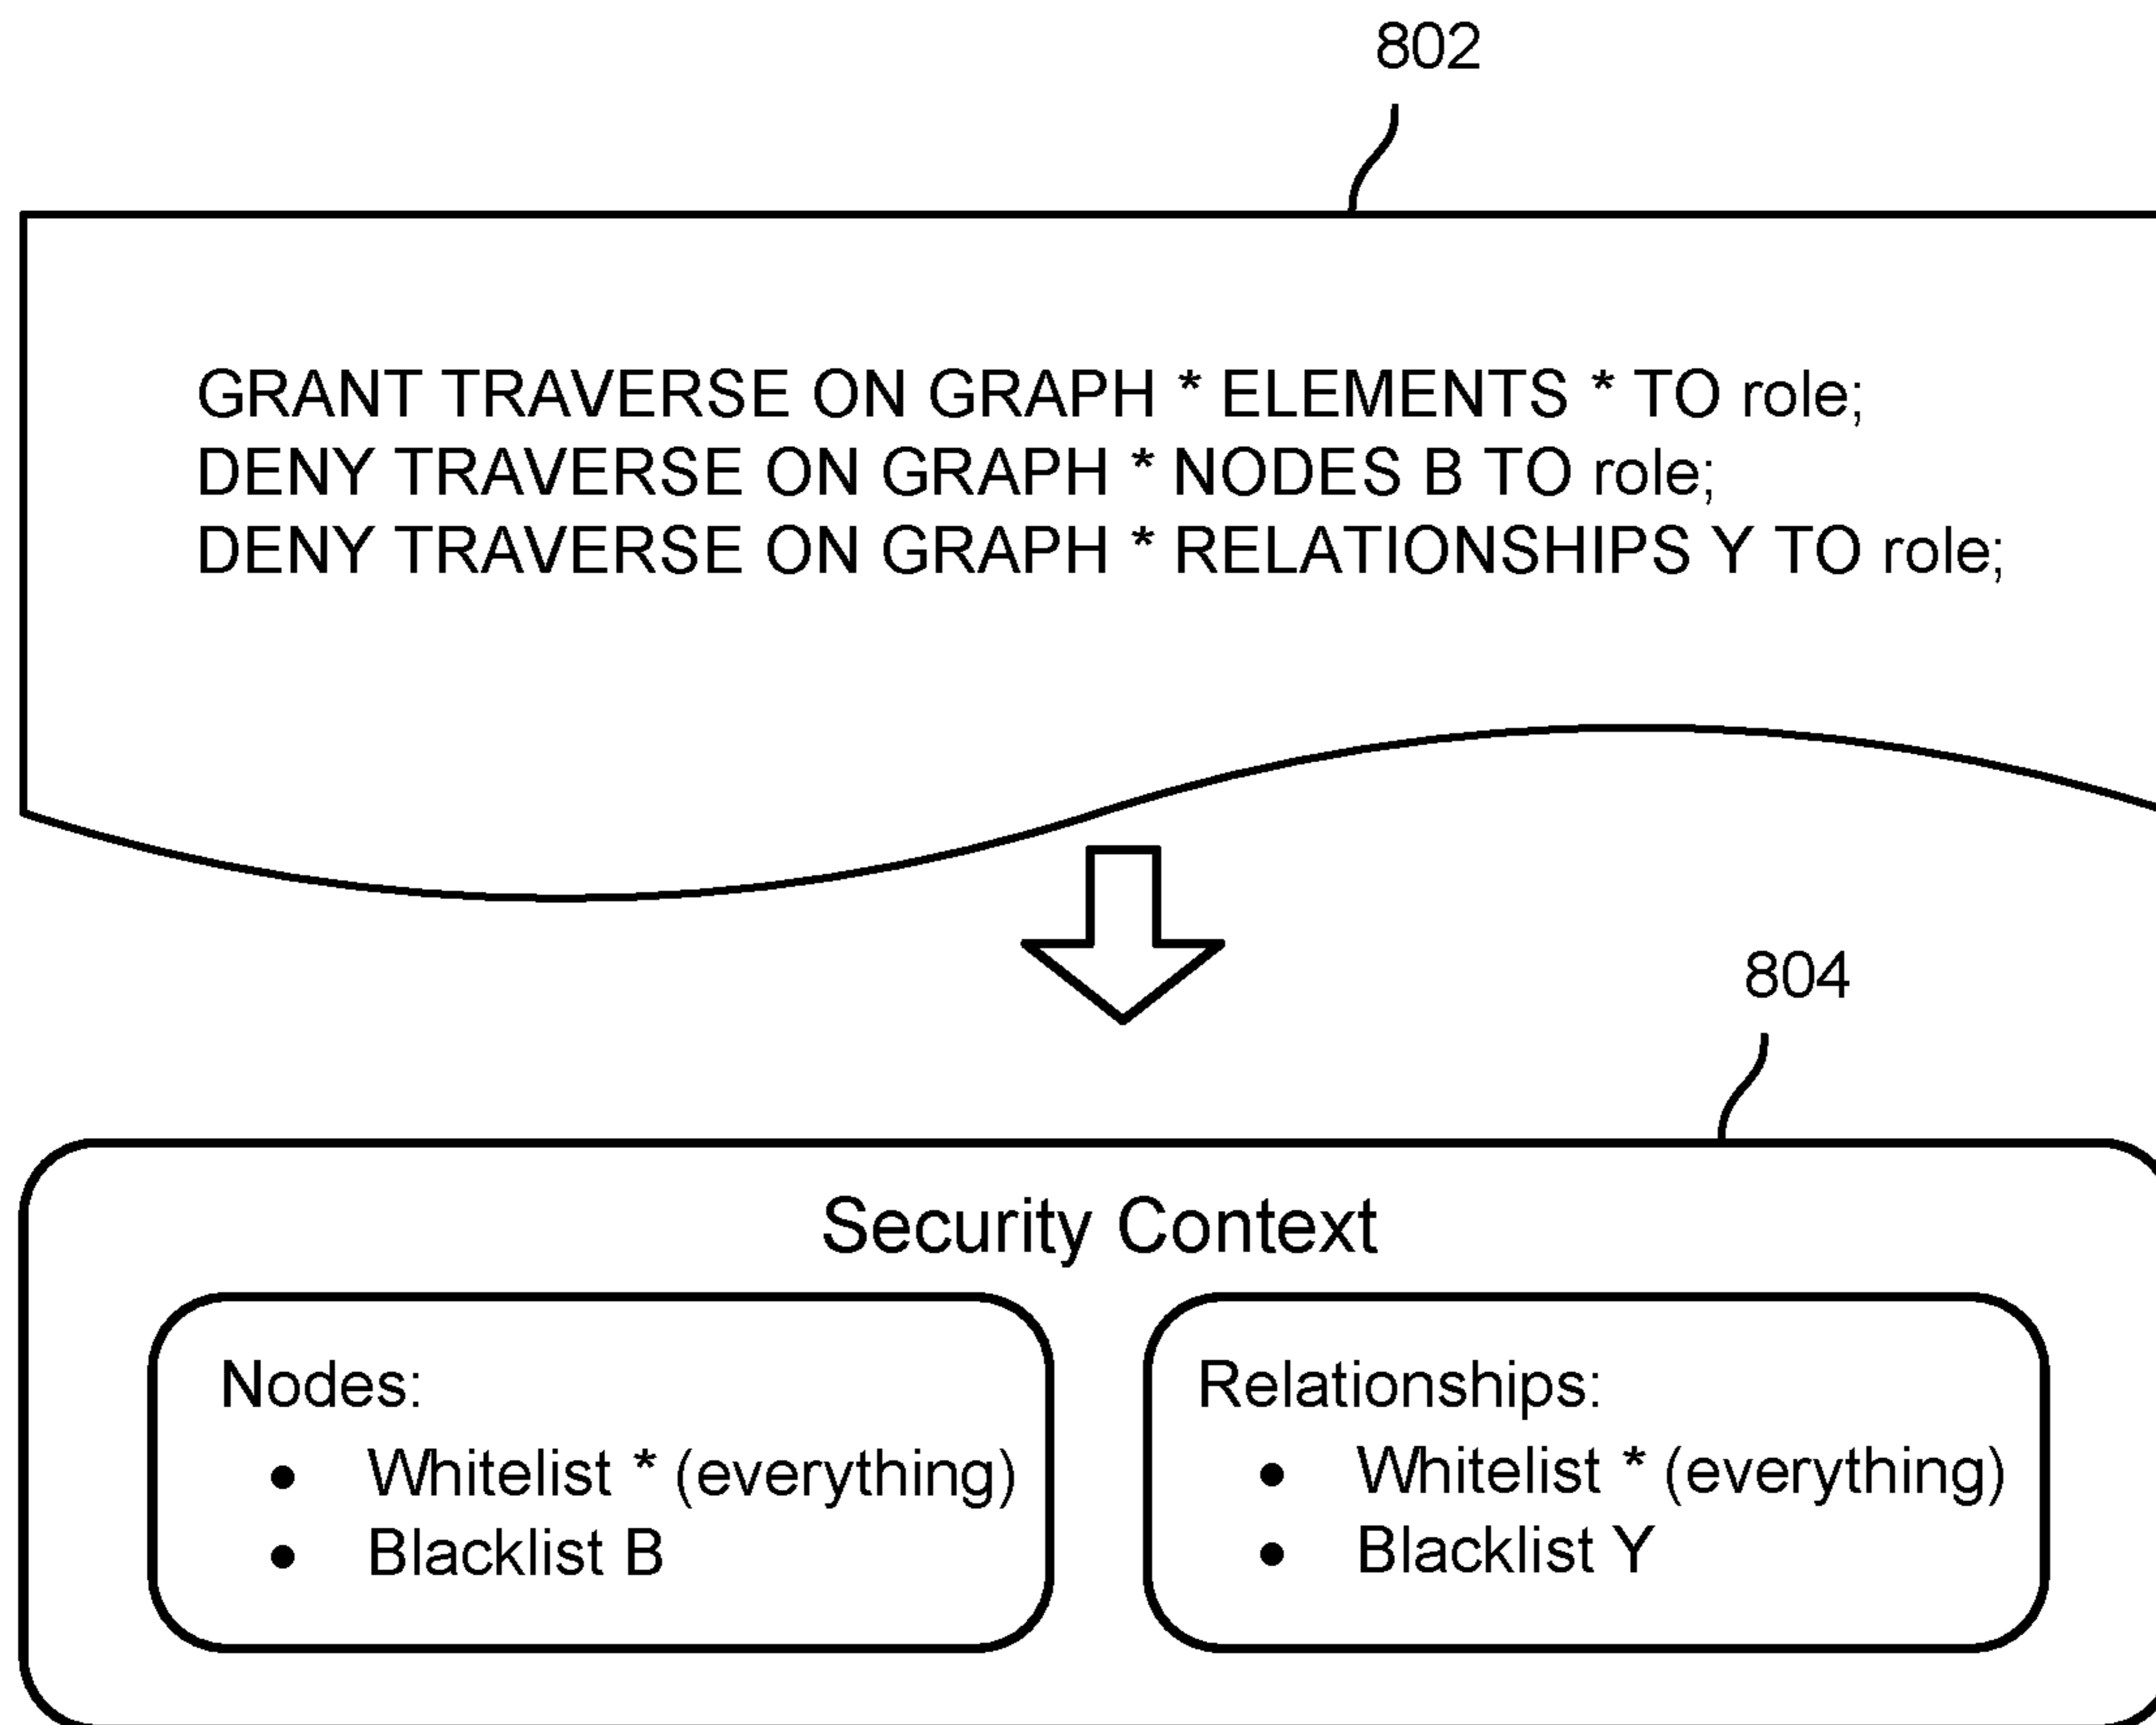 802
GRANT TRAVERSE ON GRAPH * ELEMENTS * TO role;
DENY TRAVERSE ON GRAPH * NODES B TO role;
DENY TRAVERSE ON GRAPH * RELATIONSHIPS Y TO role;
804
Security Context
Nodes:
• Whitelist * (everything)
• Blacklist B
Relationships:
• Whitelist * (everything)
• Blacklist Y